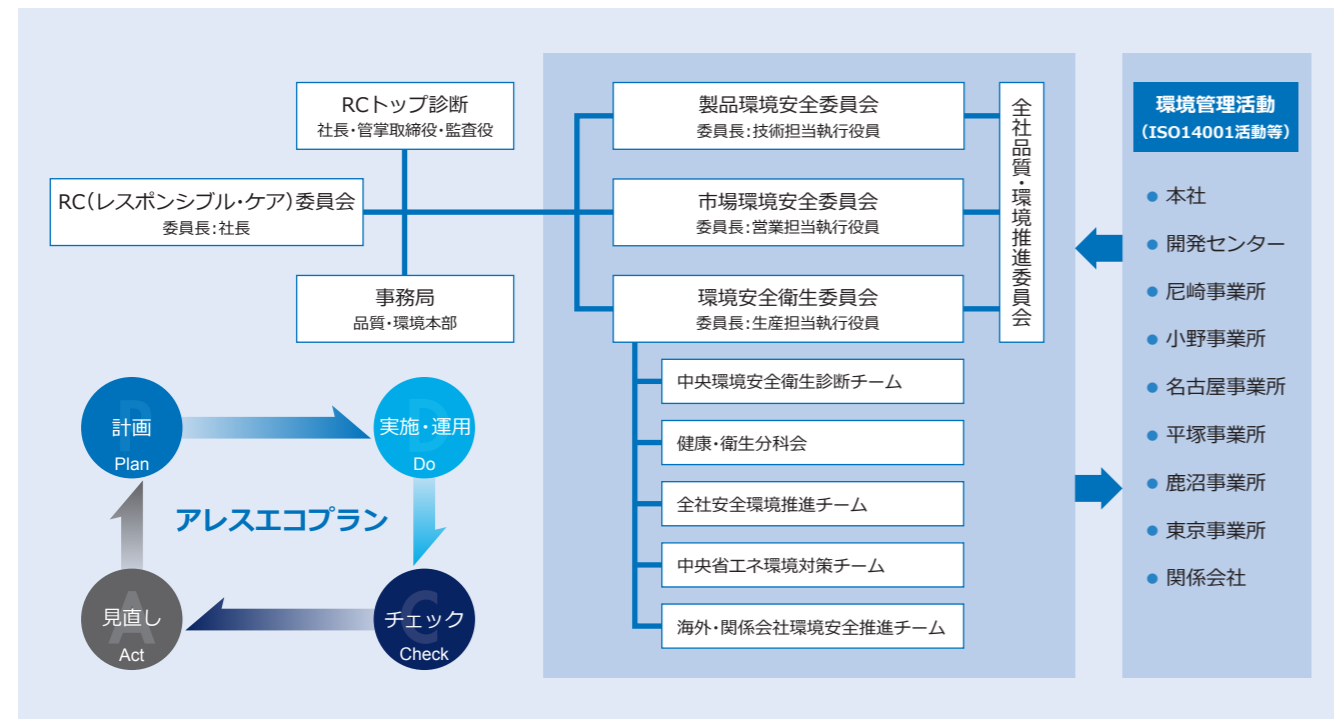 RCトップ診断
社長・管掌取締役・監査役
RC(レスポンシブル・ケア)委員会
委員長:社長
事務局
品質・環境本部
製品環境安全委員会
委員長:技術担当執行役員
市場環境安全委員会
委員長:営業担当執行役員
環境安全衛生委員会
委員長:生産担当執行役員
全社品質・環境推進委員会
中央環境安全衛生診断チーム
健康・衛生分科会
全社安全環境推進チーム
中央省エネ環境対策チーム
海外・関係会社環境安全推進チーム
環境管理活動
(ISO14001活動等)
● 本社
● 開発センター
● 尼崎事業所
● 小野事業所
● 名古屋事業所
● 平塚事業所
● 鹿沼事業所
● 東京事業所
● 関係会社
P
計画
Plan
D
実施・運用
Do
アレスエコプラン
A
見直し
Act
C
チェック
Check